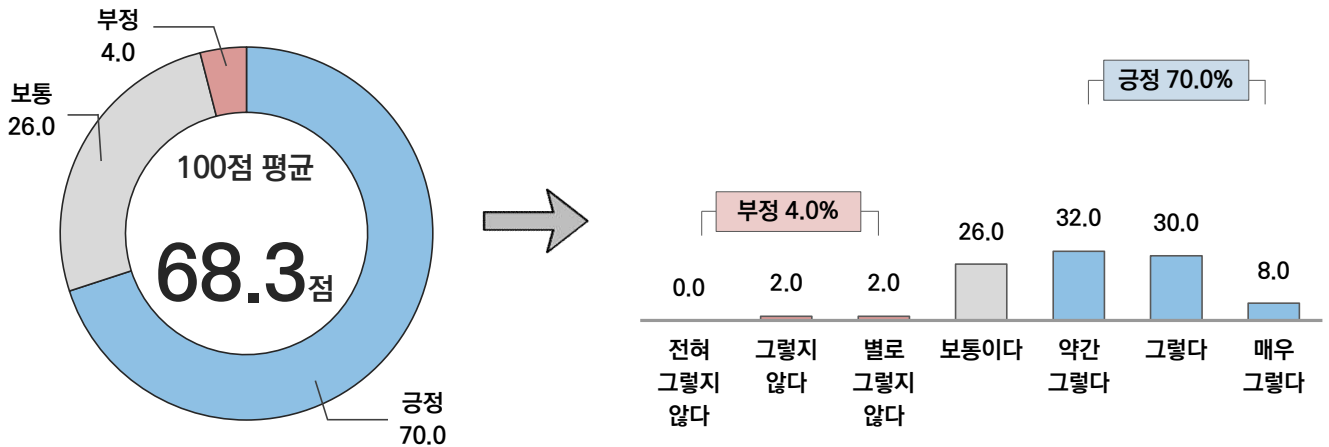 부정
4.0
보통
26.0
100점 평균
68.3점
긍정
70.0
긍정 70.0%
부정 4.0%
0.0
2.0
2.0
26.0
32.0
30.0
8.0
전혀
그렇지
않다
그렇지
않다
별로
그렇지
않다
보통이다
약간
그렇다
그렇다
매우
그렇다